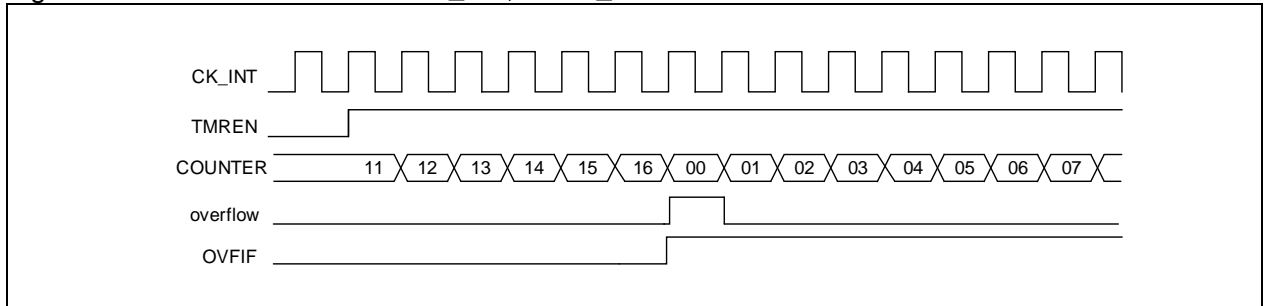 CK_INT
TMREN
COUNTER 11 12 13 14 15 16 00 01 02 03 04 05 06 07
overflow
OVFIF